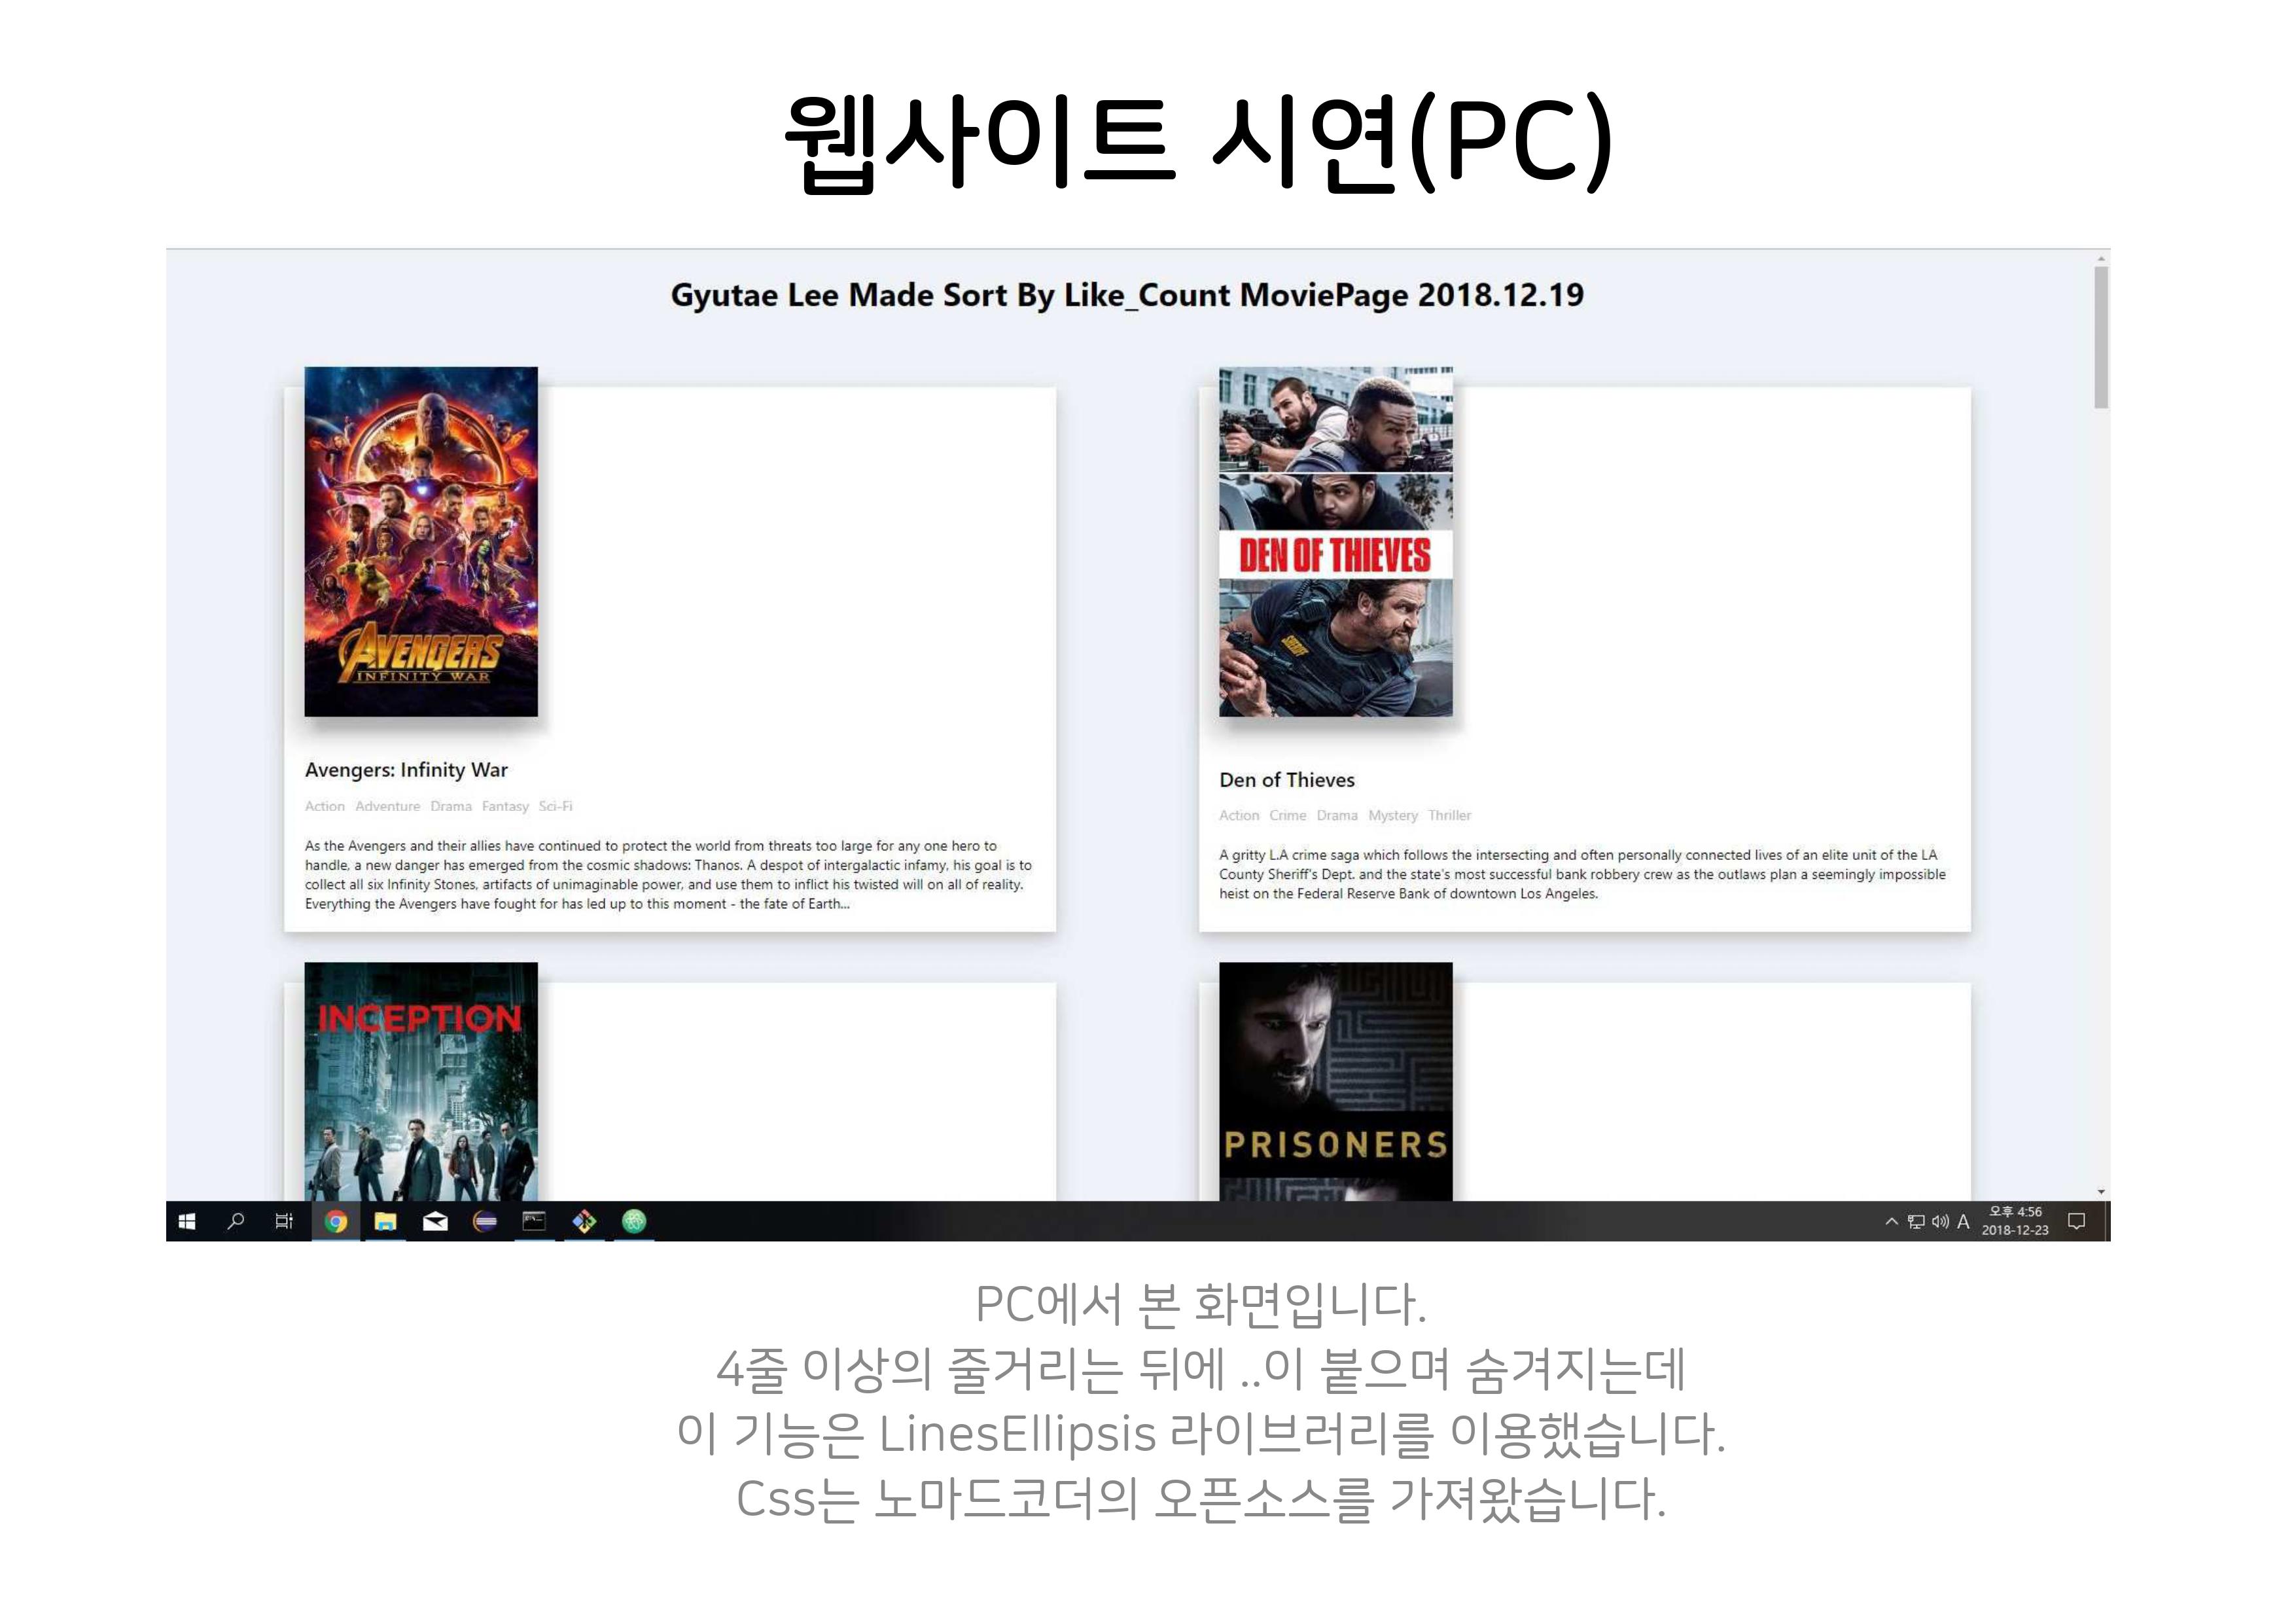 웹사이트 시연(PC)
Gyutae Lee Made Sort By Like_Count MoviePage 2018.12.19
AVENGERS
INFINITY WAR
Avengers: Infinity War
Action Adventure Drama Fantasy Sci-Fi
As the Avengers and their allies have continued to protect the world from threats too large for any one hero to
handle, a new danger has emerged from the cosmic shadows: Thanos. A despot of intergalactic infamy, his goal is to
collect all six Infinity Stones, artifacts of unimaginable power, and use them to inflict his twisted will on all of reality.
Everything the Avengers have fought for has led up to this moment - the fate of Earth...
DEN OF THIEVES
SHERIFF
Den of Thieves
Action Crime Drama Mystery Thriller
A gritty L.A crime saga which follows the intersecting and often personally connected lives of an elite unit of the LA
County Sheriff's Dept. and the state's most successful bank robbery crew as the outlaws plan a seemingly impossible
heist on the Federal Reserve Bank of downtown Los Angeles.
INCEPTION
PRISONERS
A
오후 4:56
2018-12-23
PC에서 본 화면입니다.
4줄 이상의 줄거리는 뒤에 ..이 붙으며 숨겨지는데
이 기능은 LinesEllipsis 라이브러리를 이용했습니다.
Css는 노마드코더의 오픈소스를 가져왔습니다.